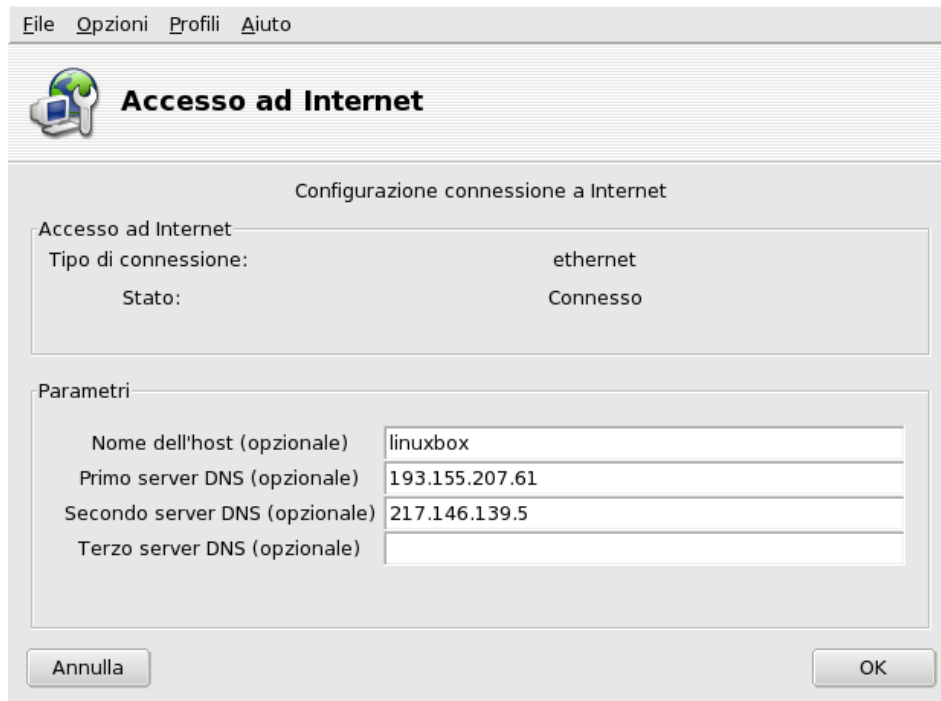 File Opzioni Profili Aiuto
Accesso ad Internet
Configurazione connessione a Internet
Accesso ad Internet
Tipo di connessione: ethernet
Stato: Connesso
Parametri
Nome dell'host (opzionale) linuxbox
Primo server DNS (opzionale) 193.155.207.61
Secondo server DNS (opzionale) 217.146.139.5
Terzo server DNS (opzionale)
Annulla OK